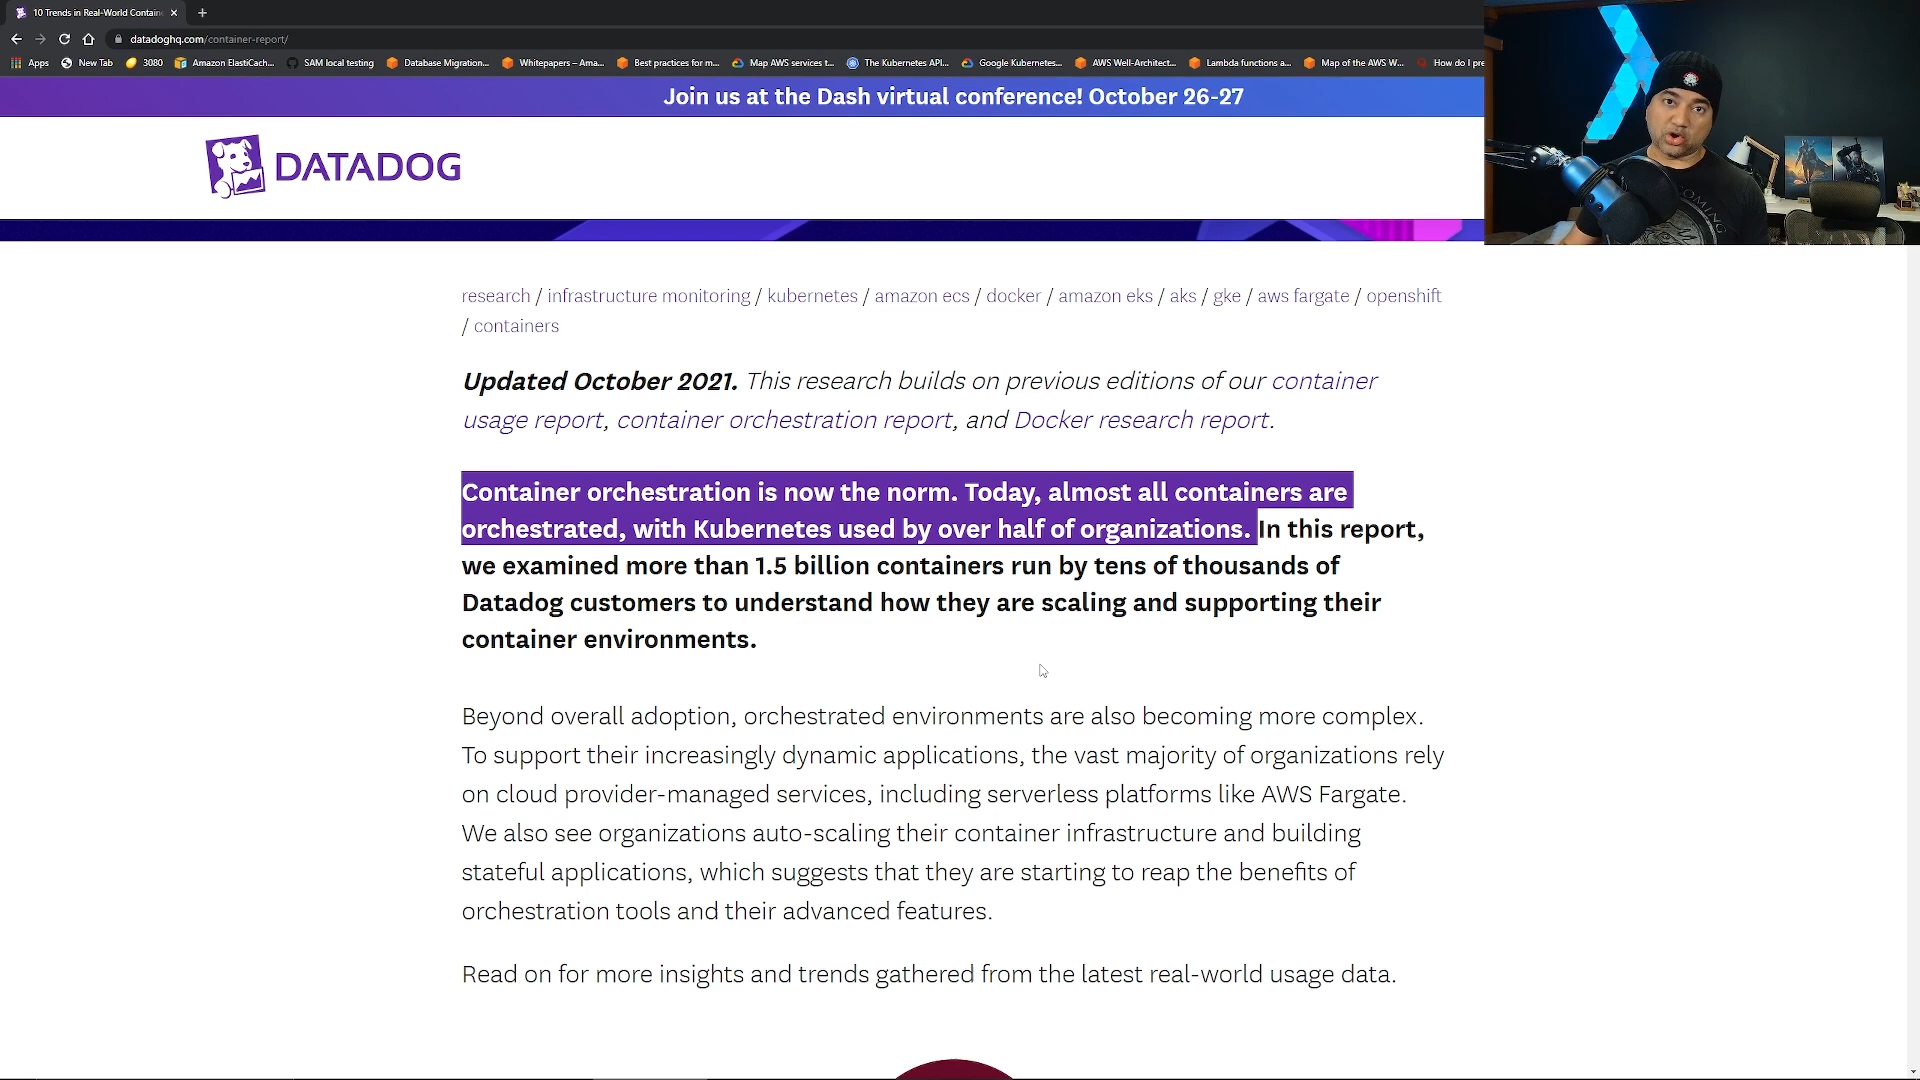 10 Trends in Real-World Contain
datadoghq.com/container-report/
Apps New Tab 3080 Amazon ElastiCach... SAM local testing Database Migration... Whitepapers – Ama... Best practices for m... Map AWS services t... The Kubernetes API... Google Kubernetes... AWS Well-Architect... Lambda functions a... Map of the AWS W... How do I pre
Join us at the Dash virtual conference! October 26-27
DATADOG
research / infrastructure monitoring / kubernetes / amazon ecs / docker / amazon eks / aks / gke / aws fargate / openshift
/ containers
Updated October 2021. This research builds on previous editions of our container
usage report, container orchestration report, and Docker research report.
Container orchestration is now the norm. Today, almost all containers are
orchestrated, with Kubernetes used by over half of organizations. In this report,
we examined more than 1.5 billion containers run by tens of thousands of
Datadog customers to understand how they are scaling and supporting their
container environments.
Beyond overall adoption, orchestrated environments are also becoming more complex.
To support their increasingly dynamic applications, the vast majority of organizations rely
on cloud provider-managed services, including serverless platforms like AWS Fargate.
We also see organizations auto-scaling their container infrastructure and building
stateful applications, which suggests that they are starting to reap the benefits of
orchestration tools and their advanced features.
Read on for more insights and trends gathered from the latest real-world usage data.